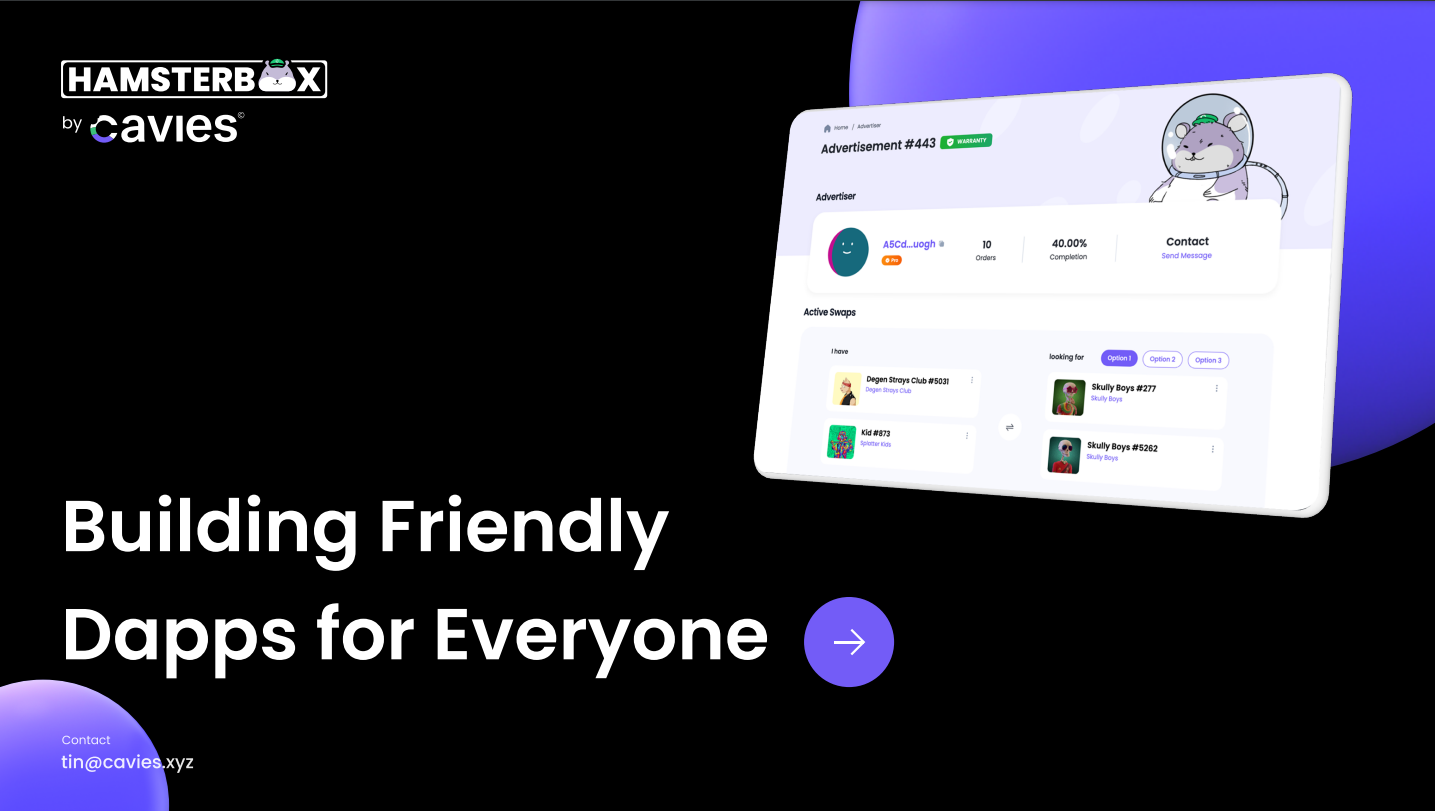 HAMSTERBOX
by cavies©
Home / Advertiser
Advertisement #443 WARRANTY
Advertiser
A5Cd...uogh
Pro
10
Orders
40.00%
Completion
Contact
Send Message
Active Swaps
I have
looking for Option 1 Option 2 Option 3
Degen Strays Club #5031
Degen Strays Club
Kid #873
Splatter Kids
Skully Boys #277
Skully Boys
Skully Boys #5262
Skully Boys
Building Friendly
Dapps for Everyone
Contact
tin@cavies.xyz